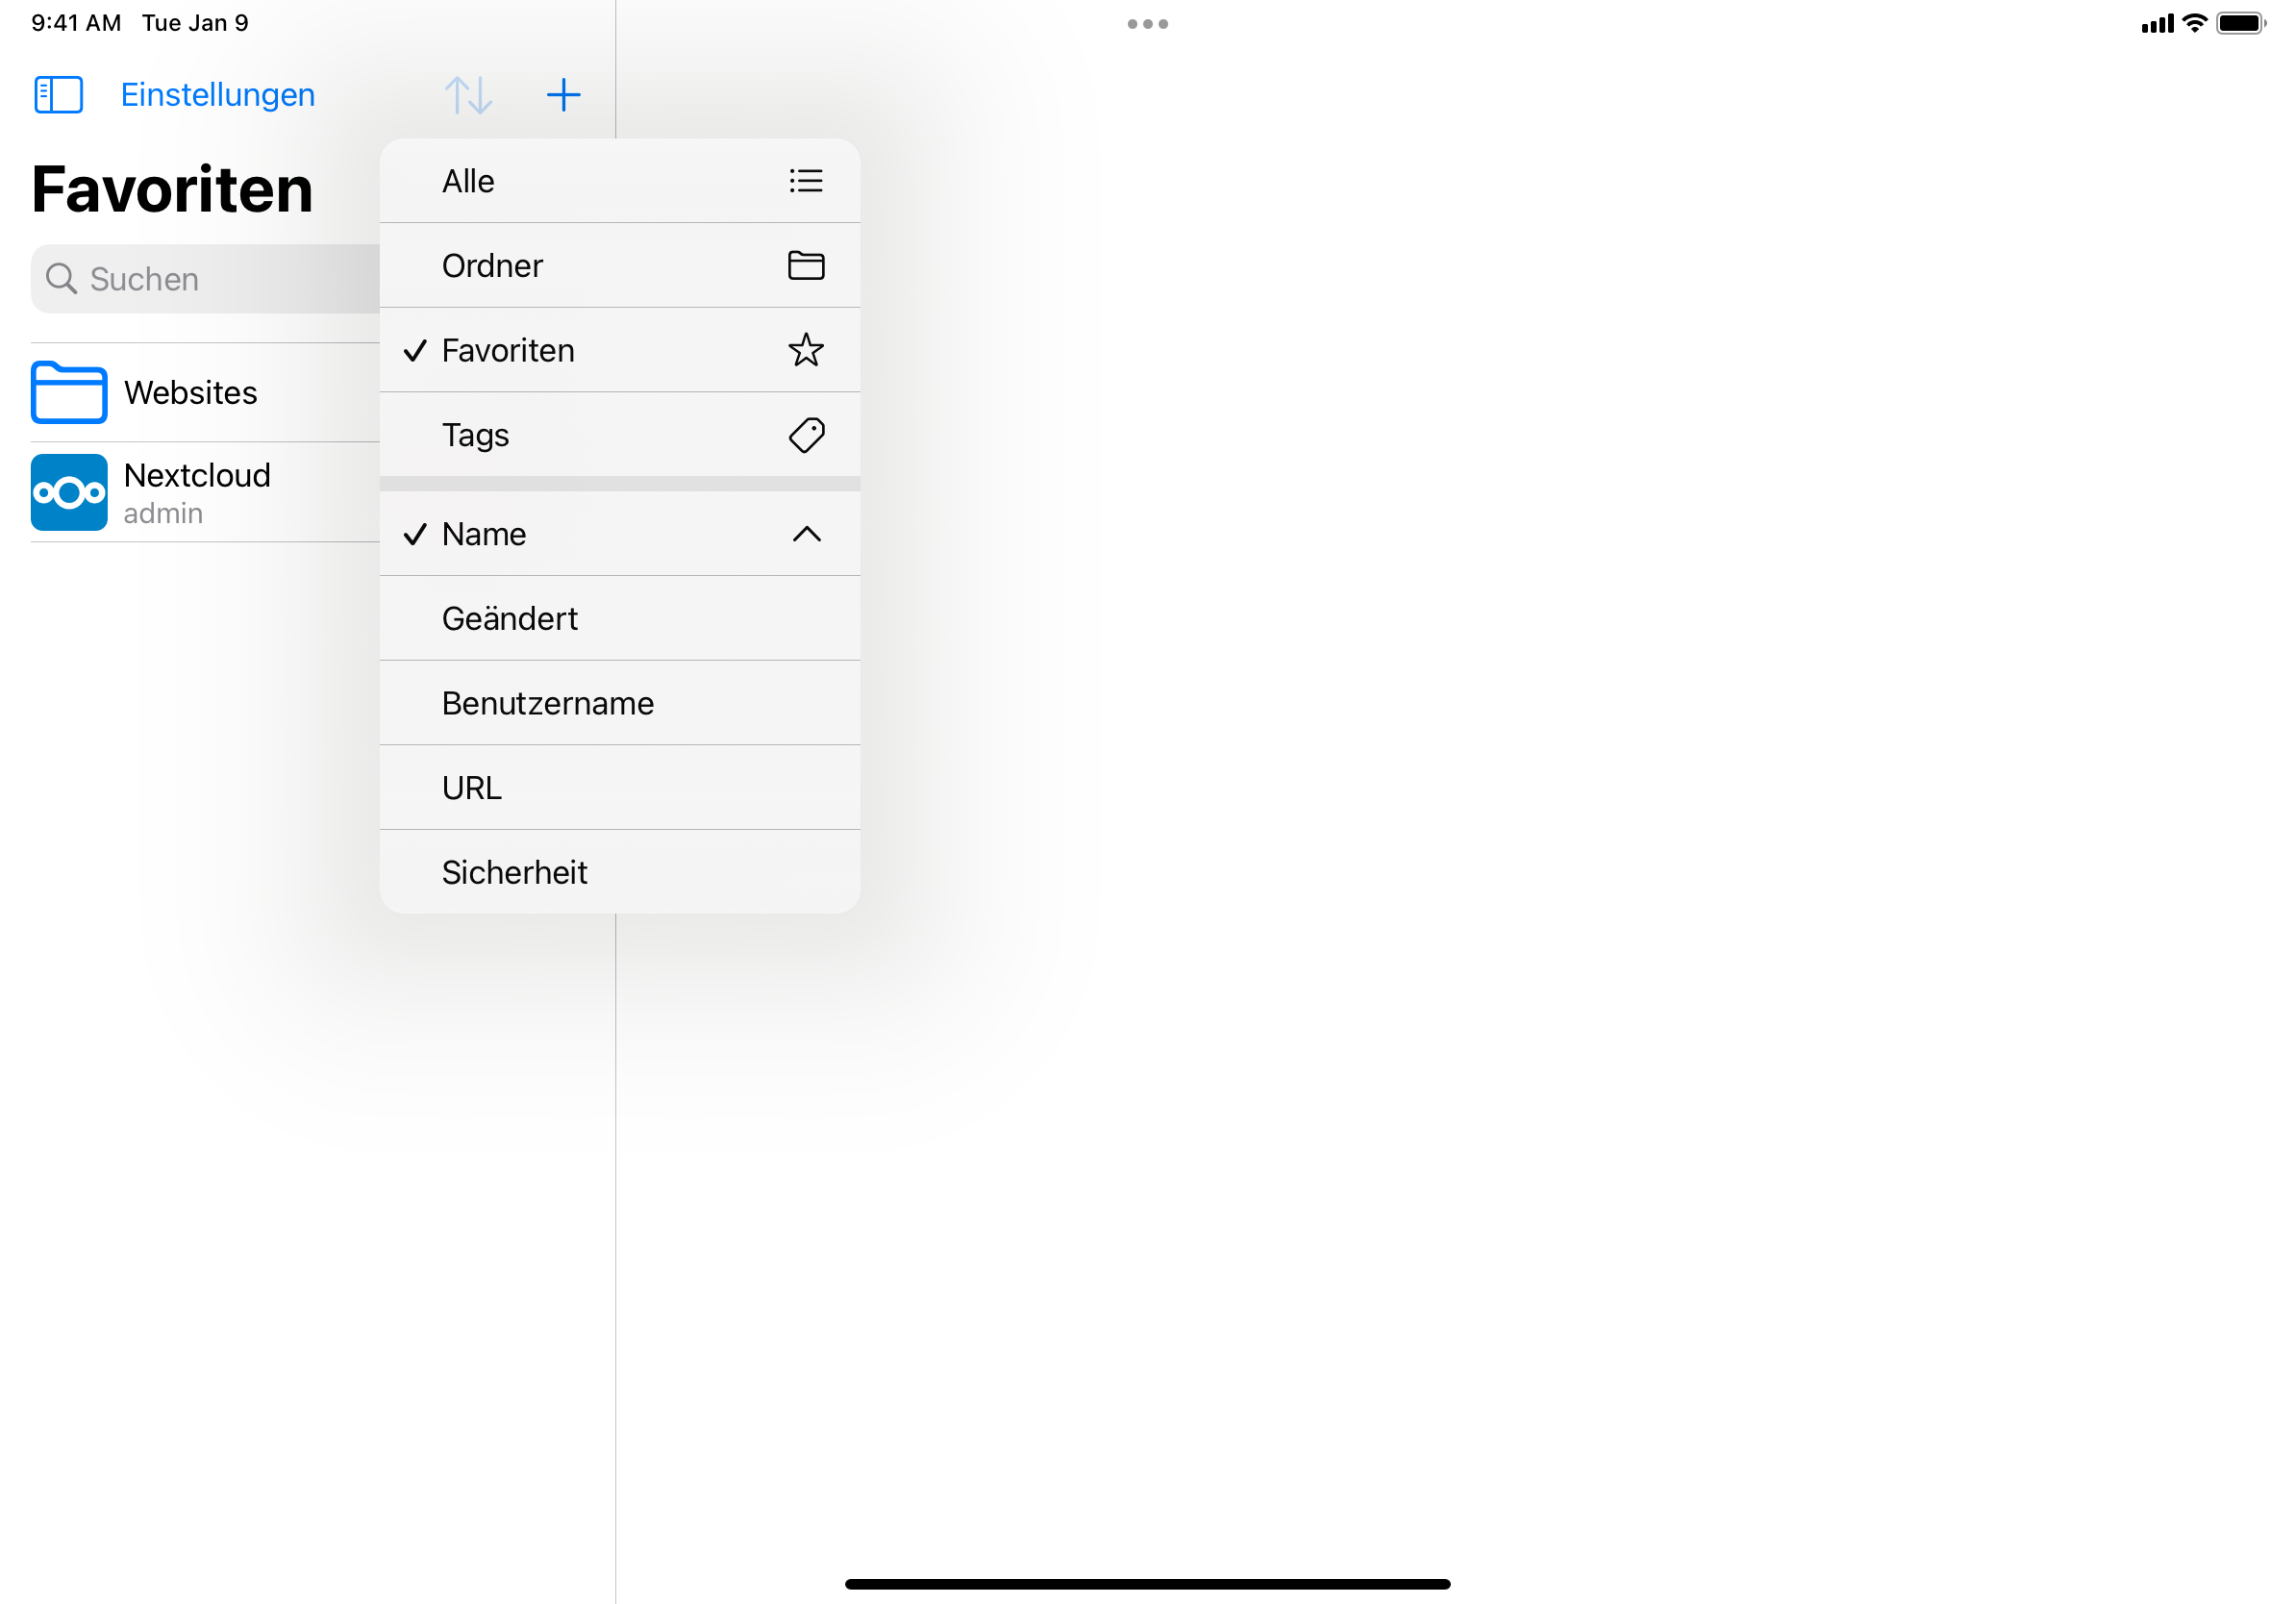 9:41 AM Tue Jan 9
Einstellungen
Favoriten
Suchen
Websites
Nextcloud
admin
Alle
Ordner
Favoriten
Tags
Name
Geändert
Benutzername
URL
Sicherheit